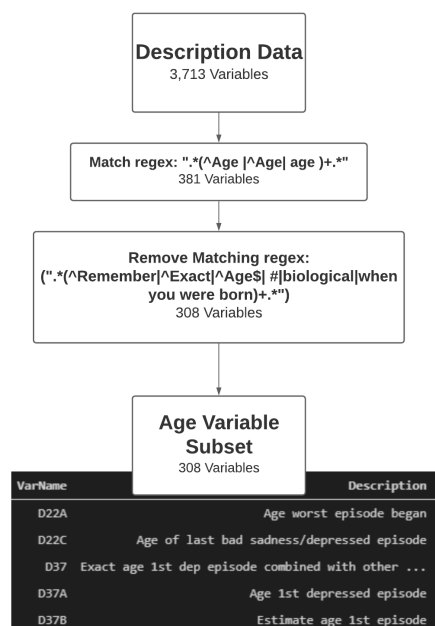 Description Data
3,713 Variables
Match regex: ".*(^Age |^Age| age )+.*"
381 Variables
Remove Matching regex:
(".*(^Remember|^Exact|^Age$| #|biological|when
you were born)+.*")
308 Variables
Age Variable
Subset
308 Variables
VarName Description
D22A Age worst episode began
D22C Age of last bad sadness/depressed episode
D37 Exact age 1st dep episode combined with other ...
D37A Age 1st depressed episode
D37B Estimate age 1st episode